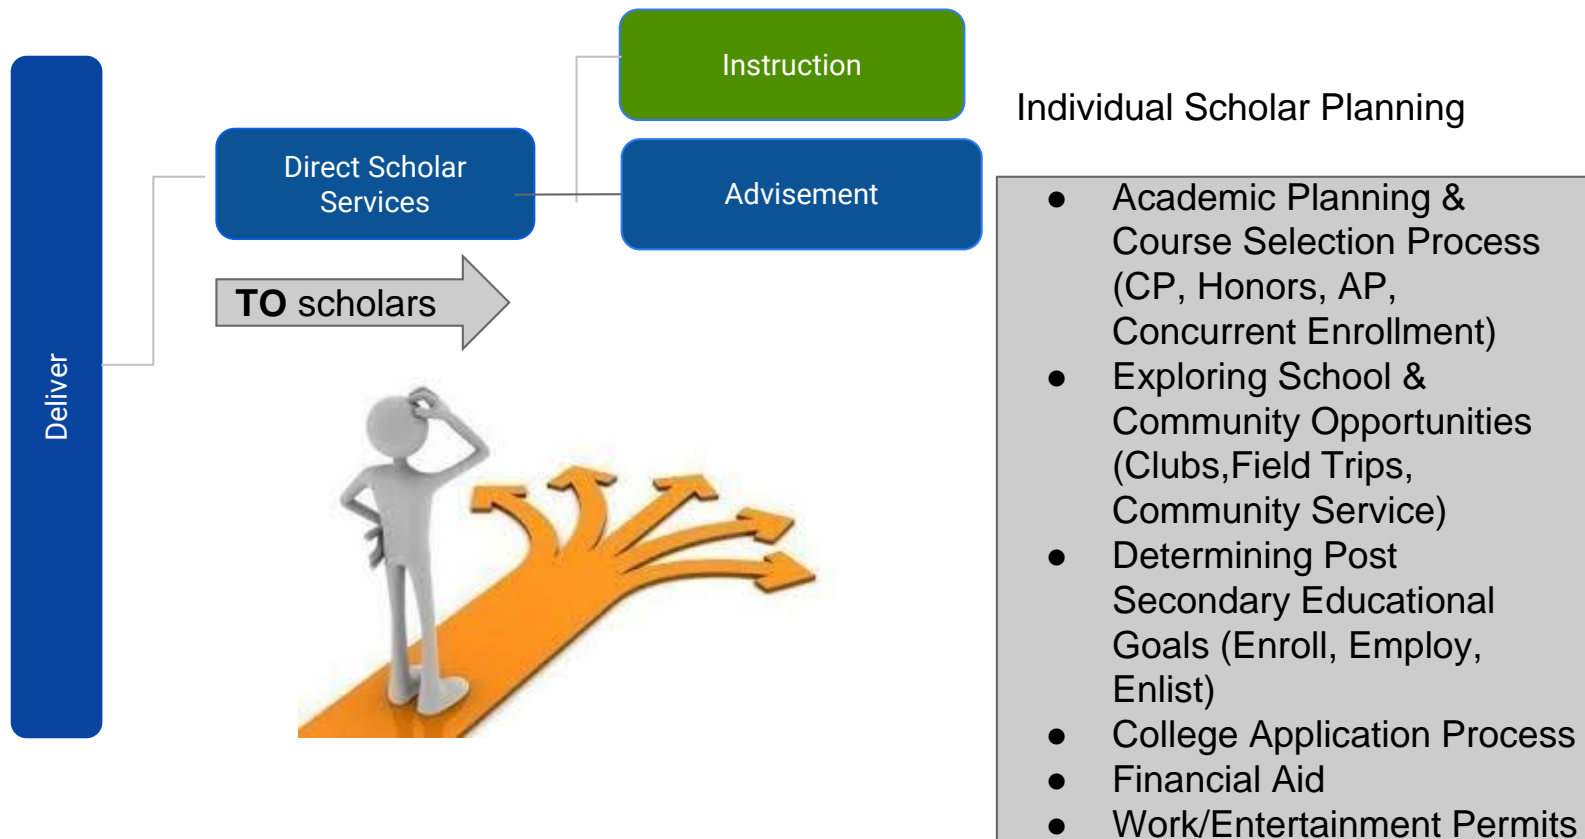 Deliver
Direct Scholar
Services
TO scholars
Instruction
Advisement
Individual Scholar Planning
● Academic Planning &
Course Selection Process
(CP, Honors, AP,
Concurrent Enrollment)
● Exploring School &
Community Opportunities
(Clubs,Field Trips,
Community Service)
● Determining Post
Secondary Educational
Goals (Enroll, Employ,
Enlist)
● College Application Process
● Financial Aid
● Work/Entertainment Permits